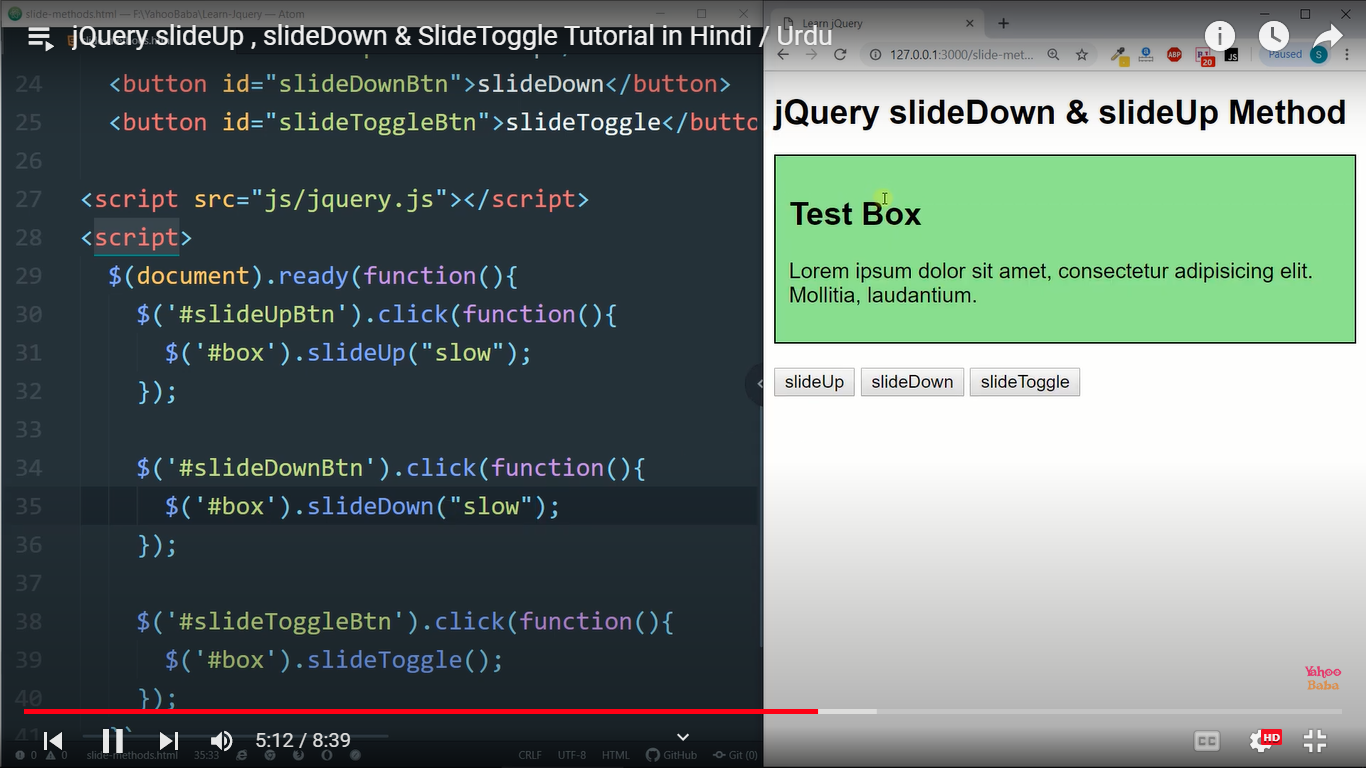 slide-methods.html — F:\YahooBaba\Learn-Jquery — Atom
jQuery slideUp , slideDown & SlideToggle Tutorial in Hindi / Urdu
24 <button id="slideDownBtn">slideDown</button>
25 <button id="slideToggleBtn">slideToggle</butto
26
27 <script src="js/jquery.js"></script>
28 <script>
29 $(document).ready(function(){
30 $('#slideUpBtn').click(function(){
31 $('#box').slideUp("slow");
32 });
33
34 $('#slideDownBtn').click(function(){
35 $('#box').slideDown("slow");
36 });
37
38 $('#slideToggleBtn').click(function(){
39 $('#box').slideToggle();
40 });
41
5:12 / 8:39
0 0 slide-methods.html 35:33 CRLF UTF-8 HTML GitHub Git (0)
Learn jQuery
127.0.0.1:3000/slide-met... ABP 20 JS Paused S
jQuery slideDown & slideUp Method
Test Box
Lorem ipsum dolor sit amet, consectetur adipisicing elit.
Mollitia, laudantium.
slideUp slideDown slideToggle
Yahoo
Baba
CC HD